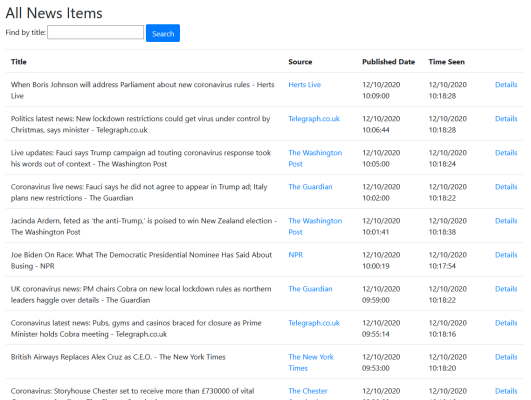 All News Items
Find by title: Search
Title Source Published Date Time Seen
When Boris Johnson will address Parliament about new coronavirus rules - Herts Herts Live 12/10/2020 12/10/2020 Details
Live 10:09:00 10:18:28
Politics latest news: New lockdown restrictions could get virus under control by Telegraph.co.uk 12/10/2020 12/10/2020 Details
Christmas, says minister - Telegraph.co.uk 10:06:44 10:18:28
Live updates: Fauci says Trump campaign ad touting coronavirus response took The Washington 12/10/2020 12/10/2020 Details
his words out of context - The Washington Post Post 10:05:00 10:18:24
Coronavirus live news: Fauci says he did not agree to appear in Trump ad; Italy The Guardian 12/10/2020 12/10/2020 Details
plans new restrictions - The Guardian 10:02:00 10:18:22
Jacinda Ardern, feted as 'the anti-Trump,' is poised to win New Zealand election - The Washington 12/10/2020 12/10/2020 Details
The Washington Post Post 10:01:41 10:18:38
Joe Biden On Race: What The Democratic Presidential Nominee Has Said About NPR 12/10/2020 12/10/2020 Details
Busing - NPR 10:00:19 10:17:54
UK coronavirus news: PM chairs Cobra on new local lockdown rules as northern The Guardian 12/10/2020 12/10/2020 Details
leaders haggle over details - The Guardian 09:59:00 10:18:22
Coronavirus latest news: Pubs, gyms and casinos braced for closure as Prime Telegraph.co.uk 12/10/2020 12/10/2020 Details
Minister holds Cobra meeting - Telegraph.co.uk 09:55:14 10:18:16
British Airways Replaces Alex Cruz as C.E.O. - The New York Times The New York 12/10/2020 12/10/2020 Details
Times 09:53:00 10:18:20
Coronavirus: Storyhouse Chester set to receive more than £730000 of vital The Chester 12/10/2020 12/10/2020 Details